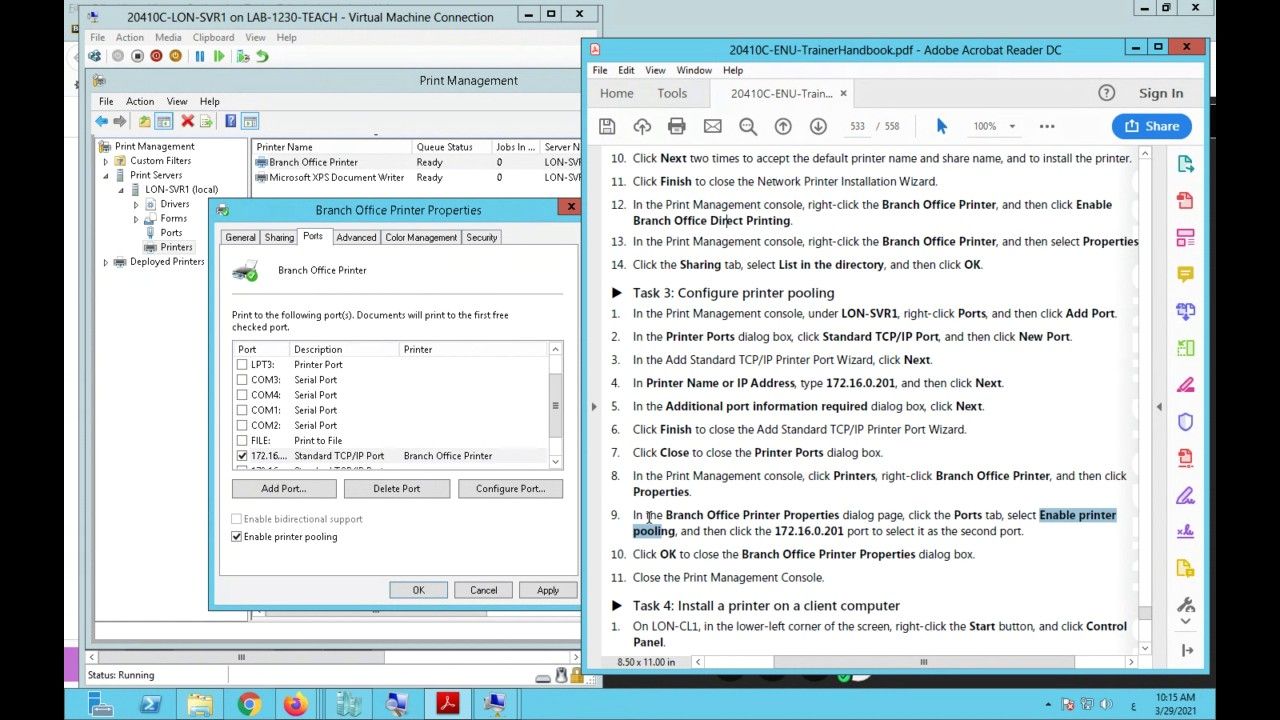 20410C-LON-SVR1 on LAB-1230-TEACH - Virtual Machine Connection
File Action Media Clipboard View Help
Print Management
File Action View Help
Print Management
Custom Filters
Print Servers
LON-SVR1 (local)
Drivers
Forms
Ports
Printers
Deployed Printers
Printer Name Queue Status Jobs In ... Server N
Branch Office Printer Ready 0 LON-SVR
Microsoft XPS Document Writer Ready 0 LON-SVR
Branch Office Printer Properties
General Sharing Ports Advanced Color Management Security
Branch Office Printer
Print to the following port(s). Documents will print to the first free
checked port.
Port Description Printer
LPT3: Printer Port
COM3: Serial Port
COM4: Serial Port
COM1: Serial Port
COM2: Serial Port
FILE: Print to File
172.16.... Standard TCP/IP Port Branch Office Printer
Add Port... Delete Port Configure Port...
Enable bidirectional support
Enable printer pooling
OK Cancel Apply
Status: Running
20410C-ENU-TrainerHandbook.pdf - Adobe Acrobat Reader DC
File Edit View Window Help
Home Tools 20410C-ENU-Train... × Sign In
533 / 558 100% Share
10. Click Next two times to accept the default printer name and share name, and to install the printer.
11. Click Finish to close the Network Printer Installation Wizard.
12. In the Print Management console, right-click the Branch Office Printer, and then click Enable
Branch Office Direct Printing.
13. In the Print Management console, right-click the Branch Office Printer, and then select Properties
14. Click the Sharing tab, select List in the directory, and then click OK.
Task 3: Configure printer pooling
1. In the Print Management console, under LON-SVR1, right-click Ports, and then click Add Port.
2. In the Printer Ports dialog box, click Standard TCP/IP Port, and then click New Port.
3. In the Add Standard TCP/IP Printer Port Wizard, click Next.
4. In Printer Name or IP Address, type 172.16.0.201, and then click Next.
5. In the Additional port information required dialog box, click Next.
6. Click Finish to close the Add Standard TCP/IP Printer Port Wizard.
7. Click Close to close the Printer Ports dialog box.
8. In the Print Management console, click Printers, right-click Branch Office Printer, and then click
Properties.
9. In the Branch Office Printer Properties dialog page, click the Ports tab, select Enable printer
pooling, and then click the 172.16.0.201 port to select it as the second port.
10. Click OK to close the Branch Office Printer Properties dialog box.
11. Close the Print Management Console.
Task 4: Install a printer on a client computer
1. On LON-CL1, in the lower-left corner of the screen, right-click the Start button, and click Control
Panel.
8.50 x 11.00 in
10:15 AM
3/29/2021